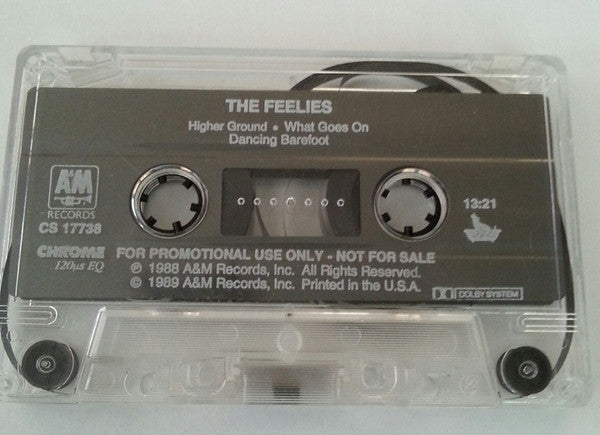 THE FEELIES
Higher Ground • What Goes On
Dancing Barefoot
A&M
RECORDS
CS 17738
13:21
CHROME
120µs EQ
FOR PROMOTIONAL USE ONLY - NOT FOR SALE
℗ 1988 A&M Records, Inc. All Rights Reserved.
© 1989 A&M Records, Inc. Printed in the U.S.A.
DOLBY SYSTEM